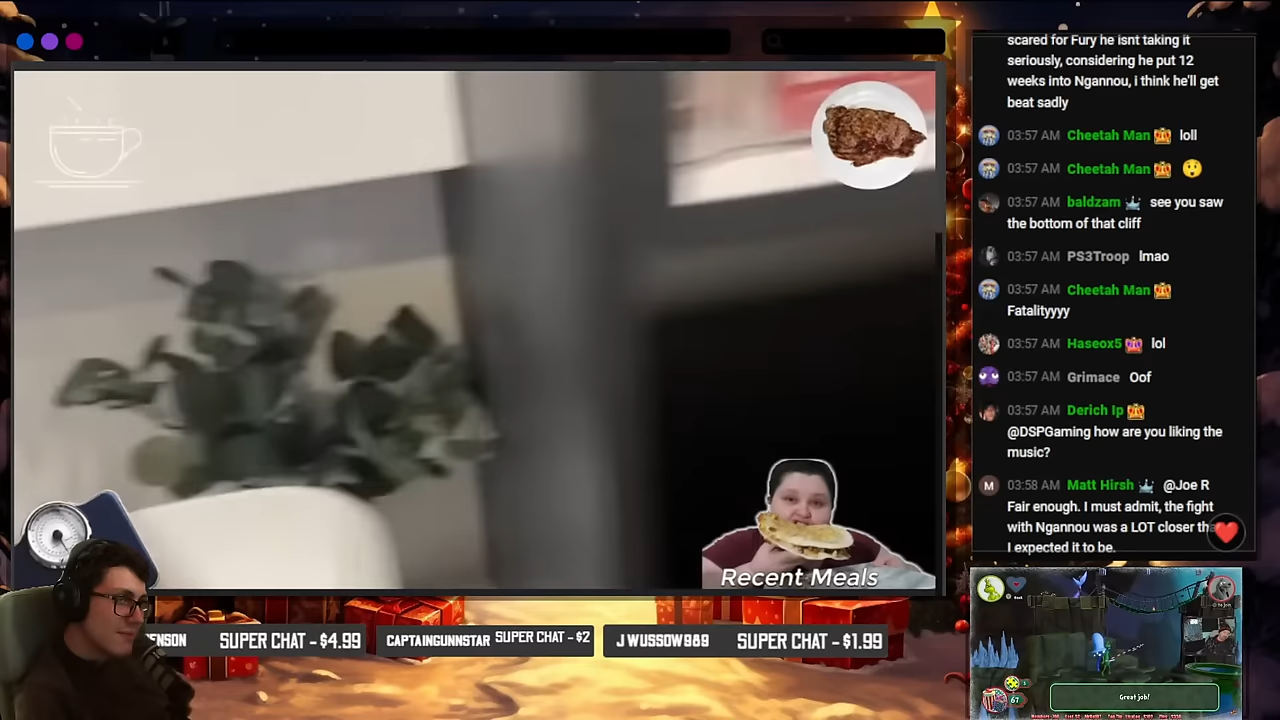 scared for Fury he isnt taking it
seriously, considering he put 12
weeks into Ngannou, i think he'll get
beat sadly
03:57 AM Cheetah Man loll
03:57 AM Cheetah Man
03:57 AM baldzam see you saw
the bottom of that cliff
03:57 AM PS3Troop lmao
03:57 AM Cheetah Man
Fatalityyyy
03:57 AM Haseox5 lol
03:57 AM Grimace Oof
03:57 AM Derich Ip
@DSPGaming how are you liking the
music?
M 03:58 AM Matt Hirsh @Joe R
Fair enough. I must admit, the fight
with Ngannou was a LOT closer
I expected it to be.
Recent Meals
ENSON SUPER CHAT - $4.99
CAPTAINGUNNSTAR SUPER CHAT - $2
J WUSSOW989 SUPER CHAT - $1.99
67
Great job!